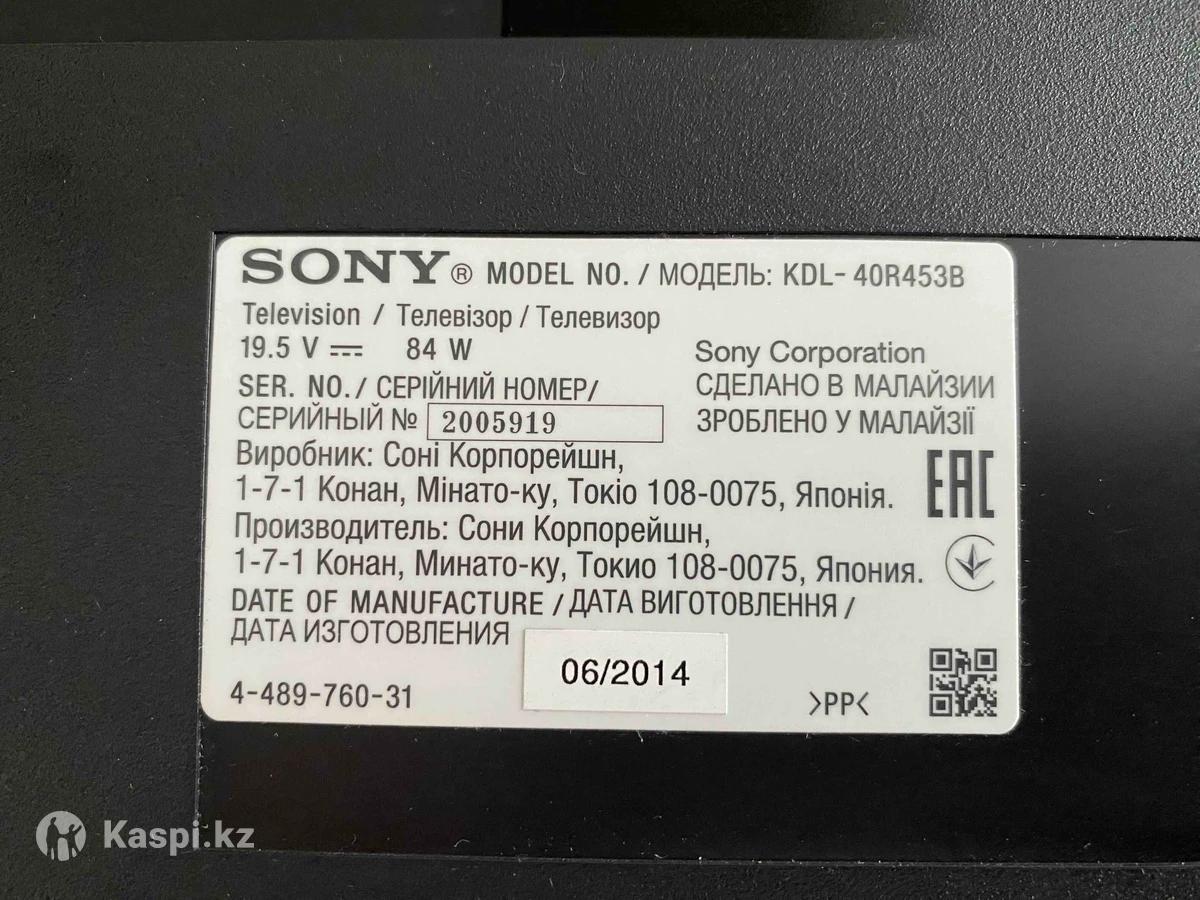 SONY® MODEL NO. / МОДЕЛЬ: KDL- 40R453B
Television / Телевізор / Телевизор
19.5 V ⎓ 84 W
Sony Corporation
SER. NO. / СЕРІЙНИЙ НОМЕР/
СДЕЛАНО В МАЛАЙЗИИ
СЕРИЙНЫЙ № 2005919
ЗРОБЛЕНО У МАЛАЙЗІЇ
Виробник: Соні Корпорейшн,
1-7-1 Конан, Мінато-ку, Токіо 108-0075, Японія.
EAC
Производитель: Сони Корпорейшн,
1-7-1 Конан, Минато-ку, Токио 108-0075, Япония.
DATE OF MANUFACTURE / ДАТА ВИГОТОВЛЕННЯ /
ДАТА ИЗГОТОВЛЕНИЯ
06/2014
4-489-760-31
>PP<
Kaspi.kz